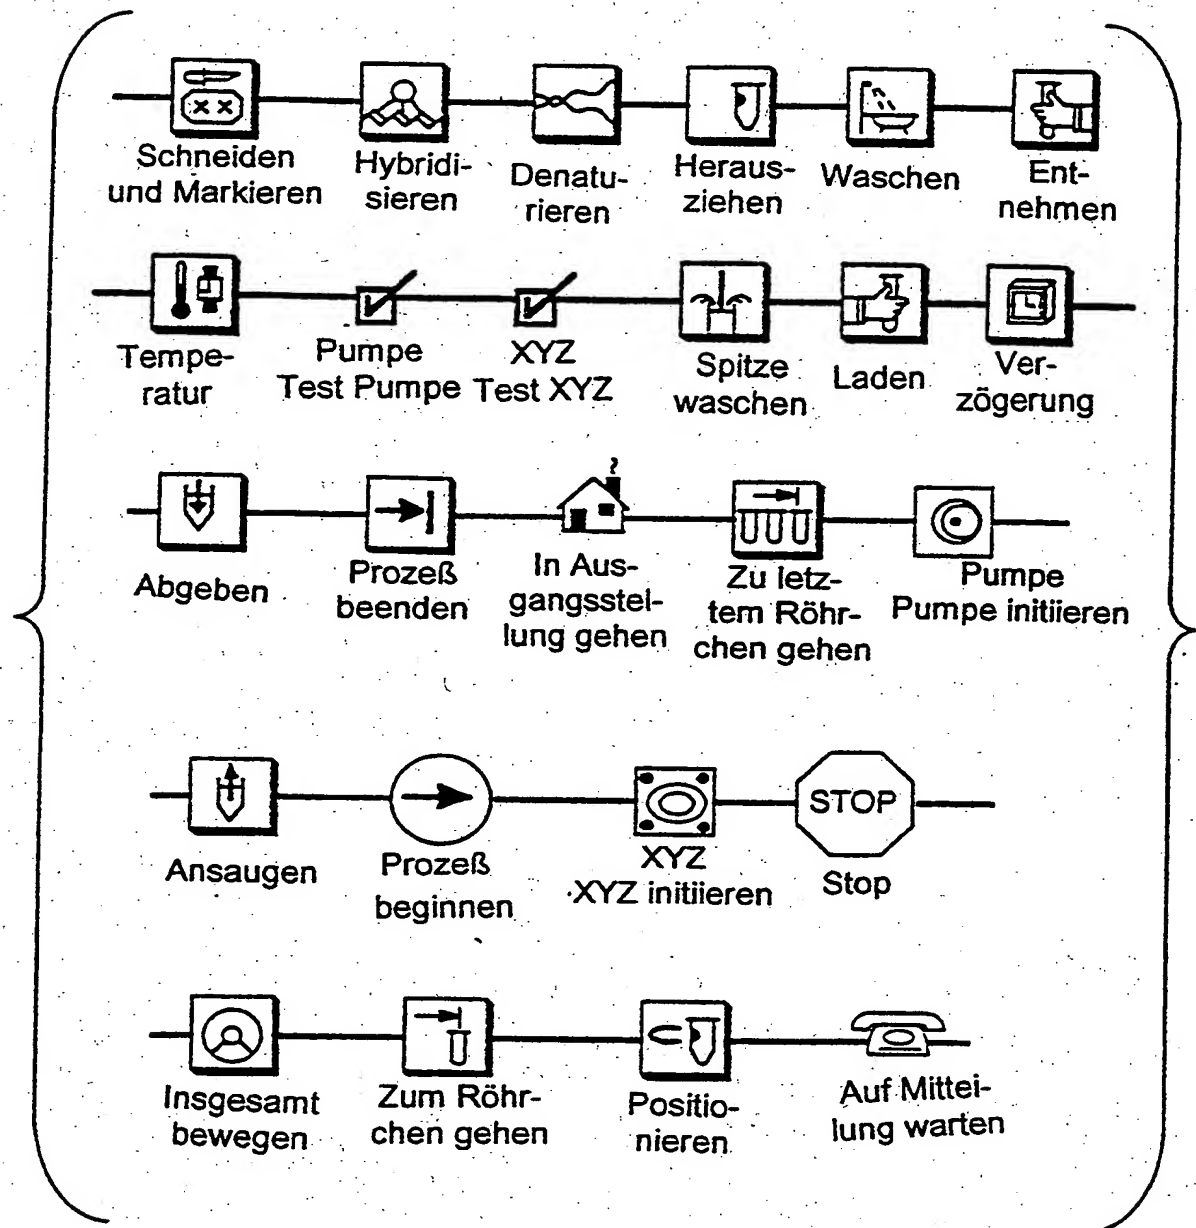 Schneiden
und Markieren
Hybridi-
sieren
Denatu-
rieren
Heraus-
ziehen
Waschen
Ent-
nehmen
Tempe-
ratur
Pumpe
Test Pumpe
XYZ
Test XYZ
Spitze
waschen
Laden
Ver-
zögerung
Abgeben
Prozeß
beenden
In Aus-
gangsstel-
lung gehen
Zu letz-
tem Röhr-
chen gehen
Pumpe
Pumpe initiieren
Ansaugen
Prozeß
beginnen
XYZ
XYZ initiieren
STOP
Stop
Insgesamt
bewegen
Zum Röhr-
chen gehen
Positio-
nieren
Auf Mittei-
lung warten